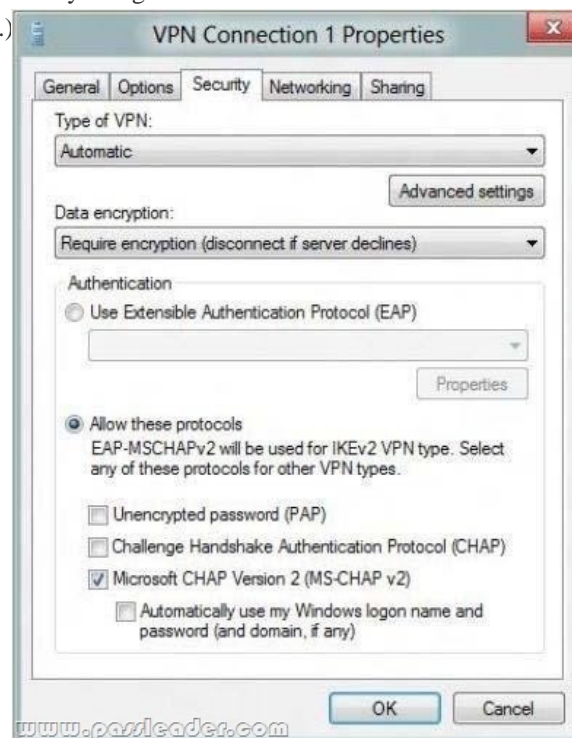 .)
VPN Connection 1 Properties
General Options Security Networking Sharing
Type of VPN:
Automatic
Advanced settings
Data encryption:
Require encryption (disconnect if server declines)
Authentication
Use Extensible Authentication Protocol (EAP)
Properties
Allow these protocols
EAP-MSCHAPv2 will be used for IKEv2 VPN type. Select
any of these protocols for other VPN types.
Unencrypted password (PAP)
Challenge Handshake Authentication Protocol (CHAP)
Microsoft CHAP Version 2 (MS-CHAP v2)
Automatically use my Windows logon name and
password (and domain, if any)
OK Cancel
www.passleader.com